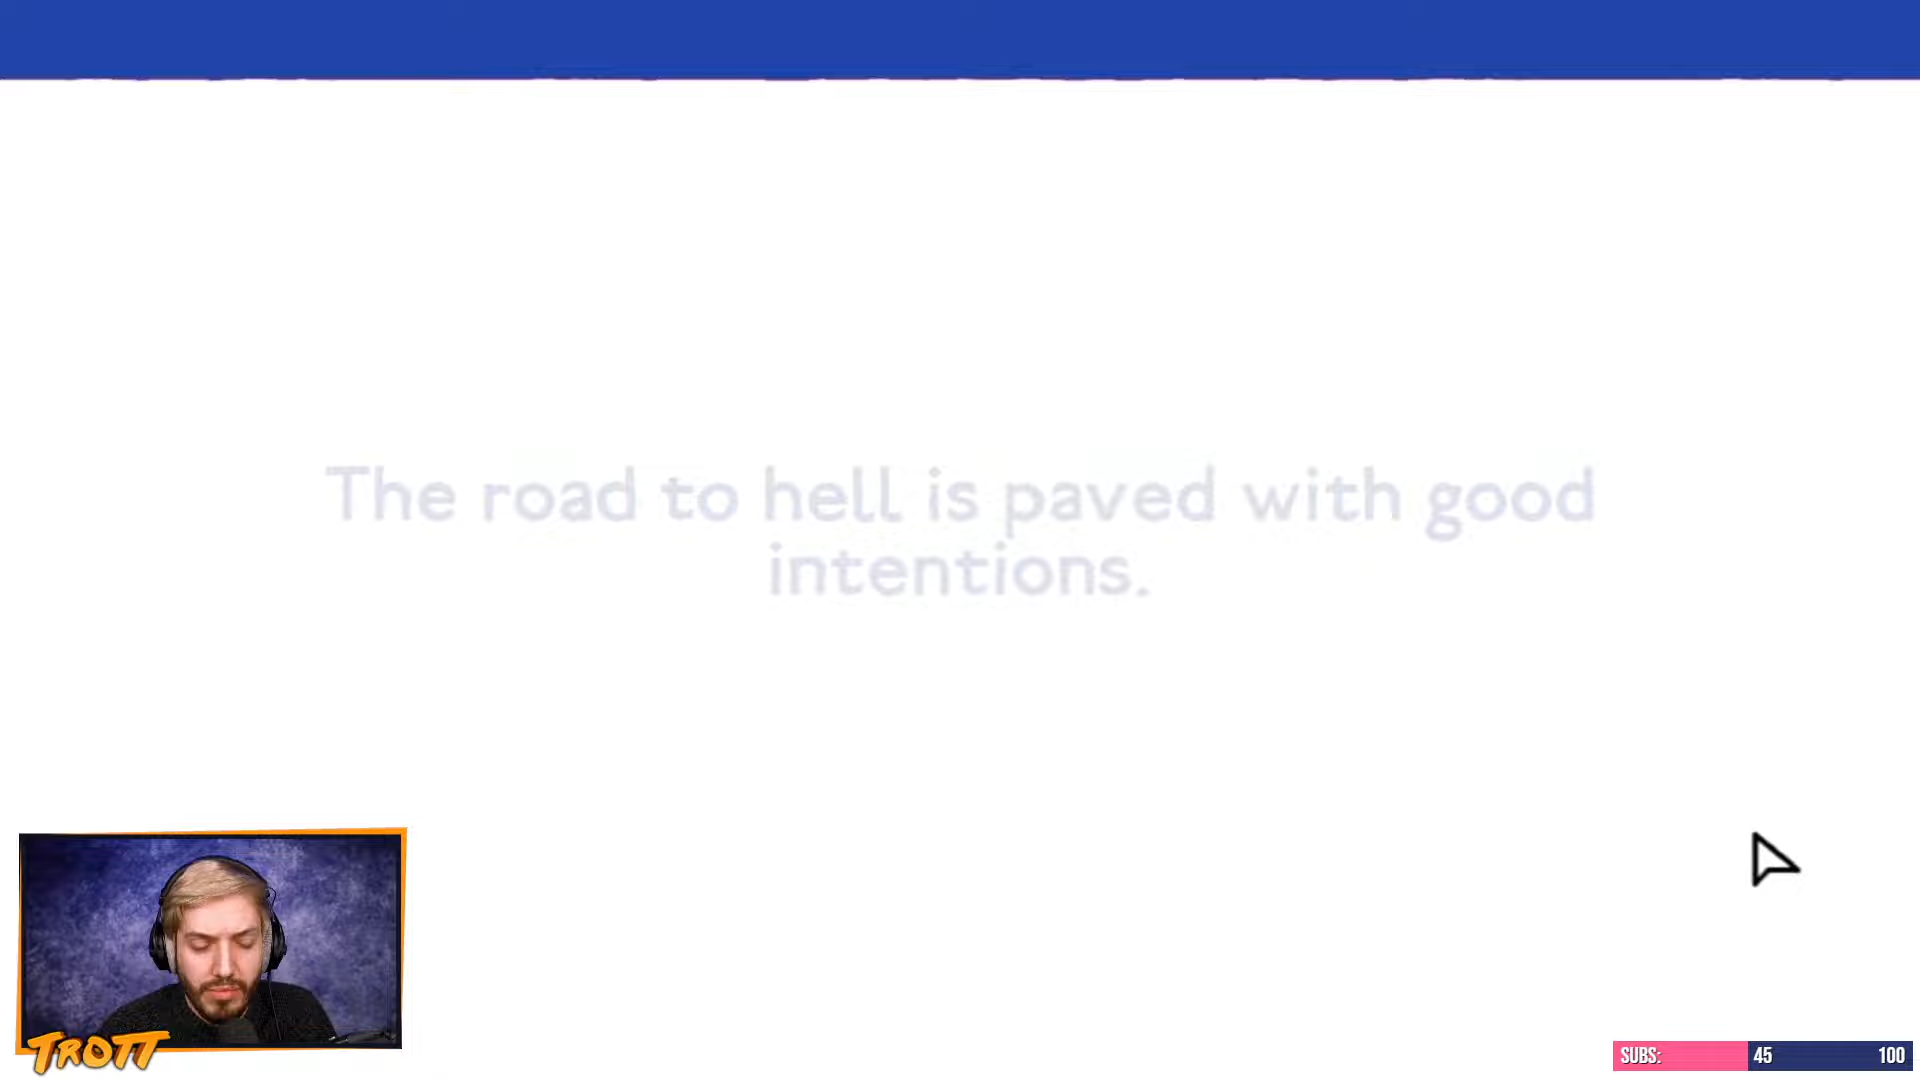 The road to hell is paved with good
intentions.
TROTT
SUBS: 45 100